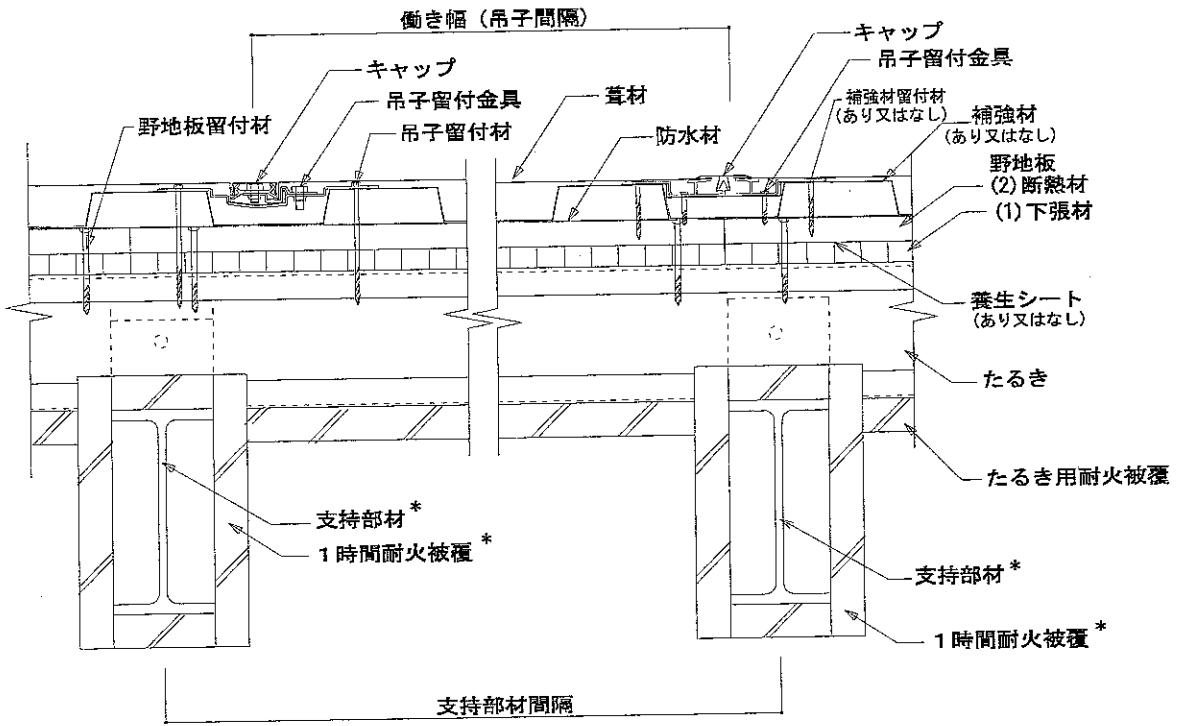 働き幅（吊子間隔）
キャップ
吊子留付金具
吊子留付材
野地板留付材
葺材
防水材
キャップ
吊子留付金具
補強材留付材
(あり又はなし)
補強材
(あり又はなし)
野地板
(2)断熱材
(1)下張材
養生シート
(あり又はなし)
たるき
たるき用耐火被覆
支持部材*
1時間耐火被覆*
支持部材*
1時間耐火被覆*
支持部材間隔